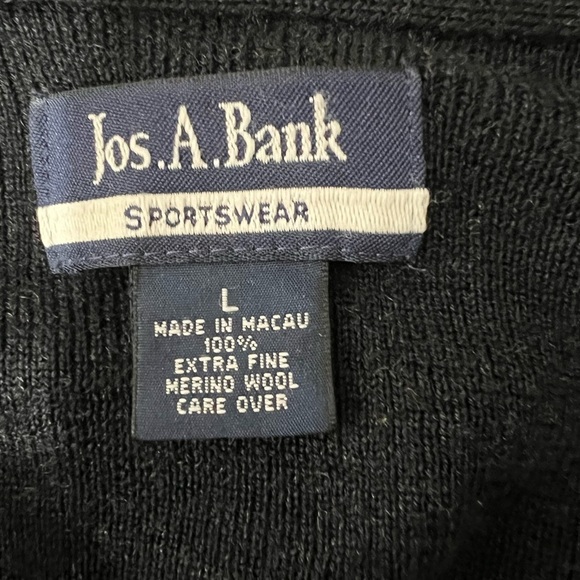 Jos. A. Bank
SPORTSWEAR
L
MADE IN MACAU
100%
EXTRA FINE
MERINO WOOL
CARE OVER